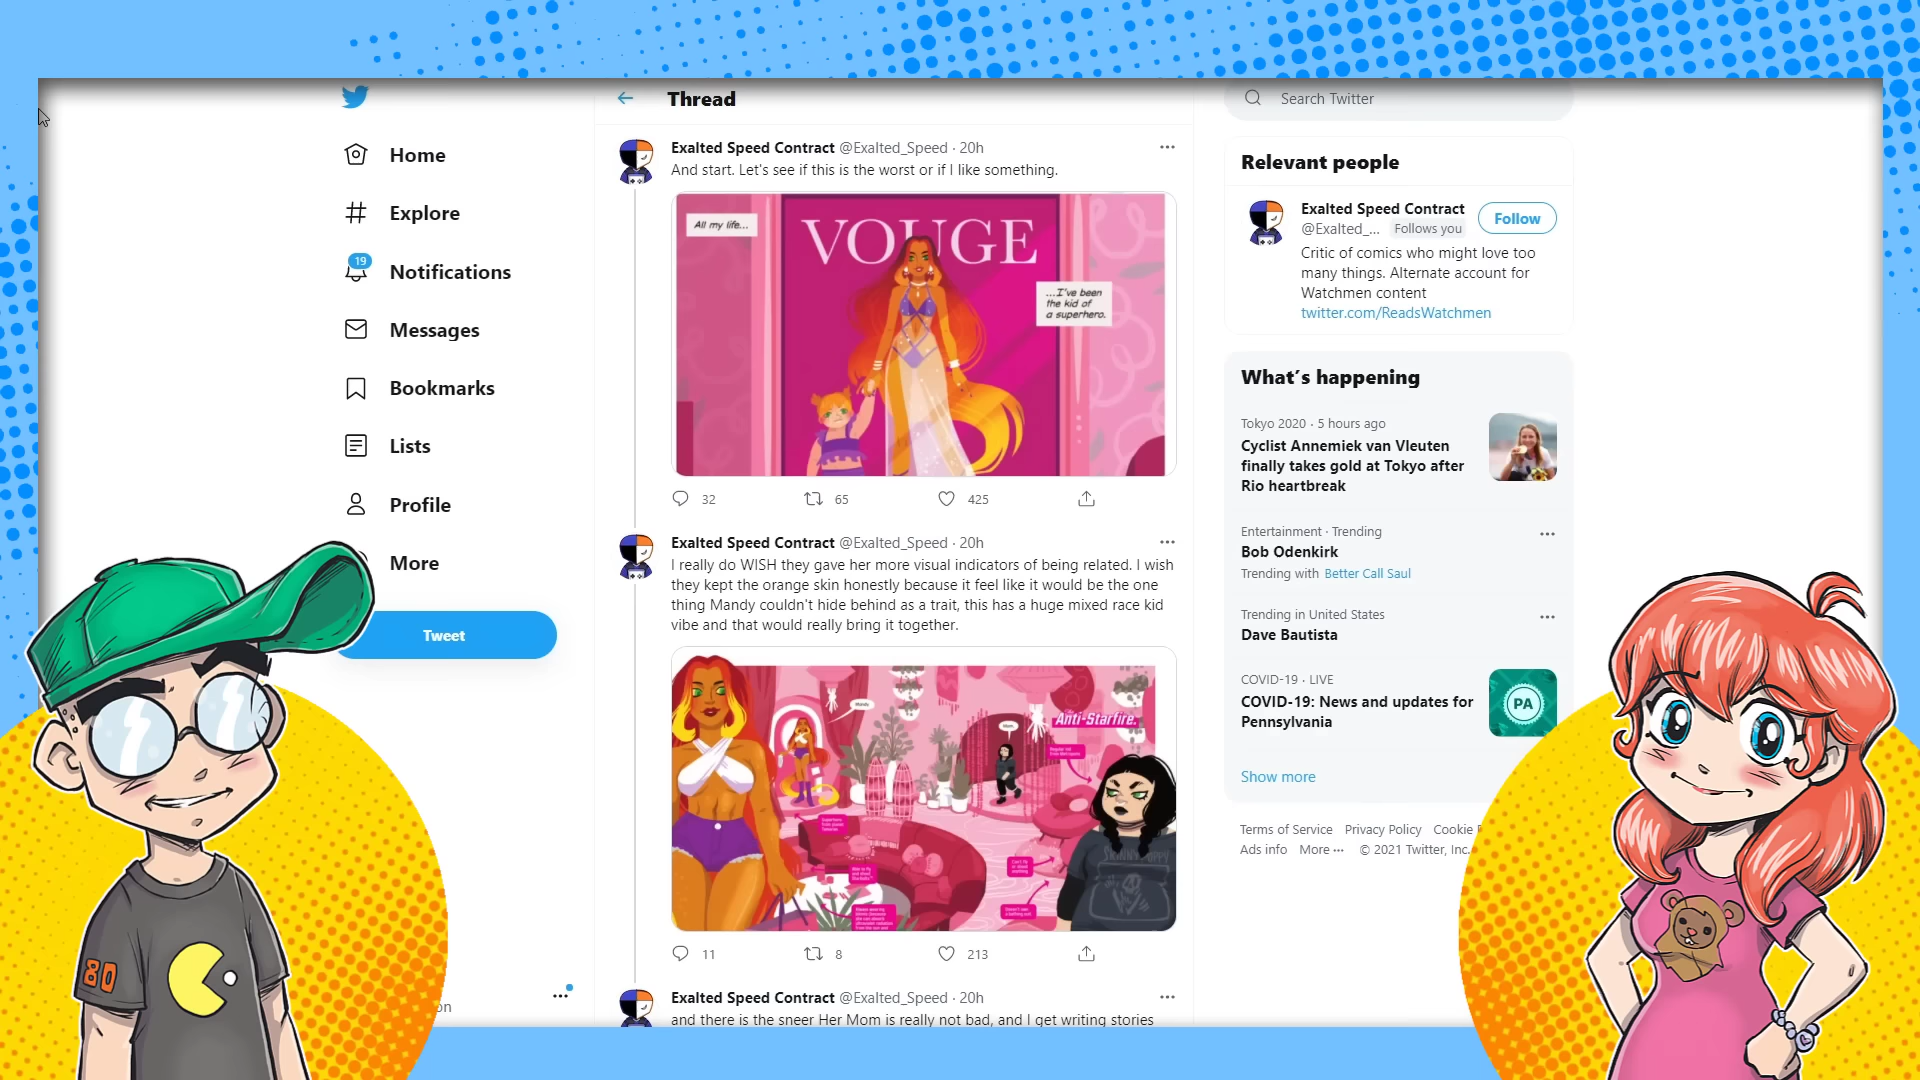 Home
Explore
19
Notifications
Messages
Bookmarks
Lists
Profile
More
Tweet
Thread
Exalted Speed Contract @Exalted_Speed · 20h
And start. Let's see if this is the worst or if I like something.
All my life...
VOUGE
...I've been
the kid of
a superhero.
32 65 425
Exalted Speed Contract @Exalted_Speed · 20h
I really do WISH they gave her more visual indicators of being related. I wish
they kept the orange skin honestly because it feel like it would be the one
thing Mandy couldn't hide behind as a trait, this has a huge mixed race kid
vibe and that would really bring it together.
Anti-Starfire.
11 8 213
Exalted Speed Contract @Exalted_Speed · 20h
and there is the sneer Her Mom is really not bad, and I get writing stories
Search Twitter
Relevant people
Exalted Speed Contract
@Exalted_... Follows you
Follow
Critic of comics who might love too
many things. Alternate account for
Watchmen content
twitter.com/ReadsWatchmen
What's happening
Tokyo 2020 · 5 hours ago
Cyclist Annemiek van Vleuten
finally takes gold at Tokyo after
Rio heartbreak
Entertainment · Trending
Bob Odenkirk
Trending with Better Call Saul
Trending in United States
Dave Bautista
COVID-19 · LIVE
COVID-19: News and updates for
Pennsylvania
PA
Show more
Terms of Service Privacy Policy Cookie
Ads info More ··· © 2021 Twitter, Inc.
80